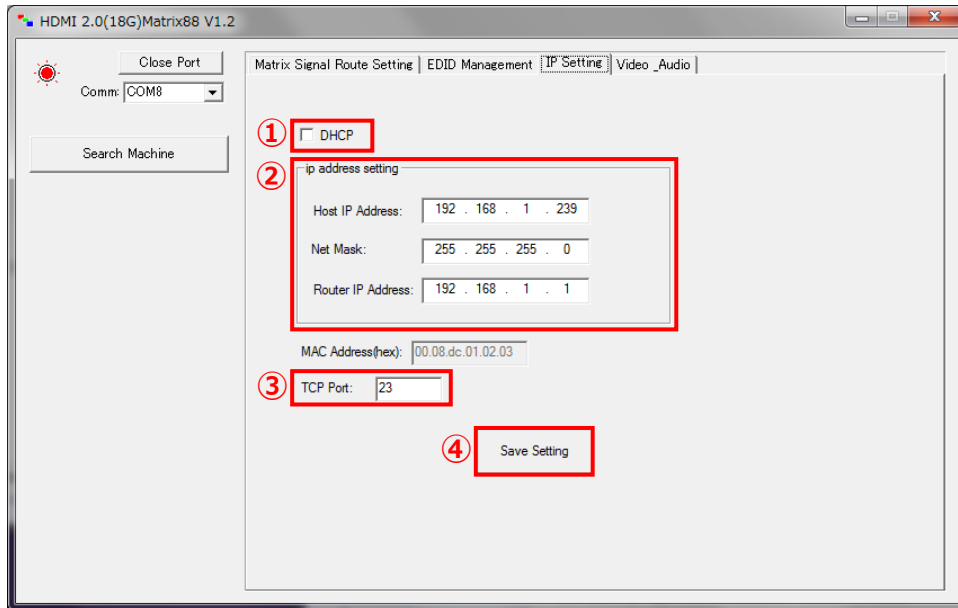 HDMI 2.0(18G)Matrix88 V1.2
Close Port
Comm: COM8
Search Machine
Matrix Signal Route Setting EDID Management IP Setting Video _Audio
① DHCP
② ip address setting
Host IP Address: 192 . 168 . 1 . 239
Net Mask: 255 . 255 . 255 . 0
Router IP Address: 192 . 168 . 1 . 1
MAC Address(hex): 00.08.dc.01.02.03
③ TCP Port: 23
④ Save Setting